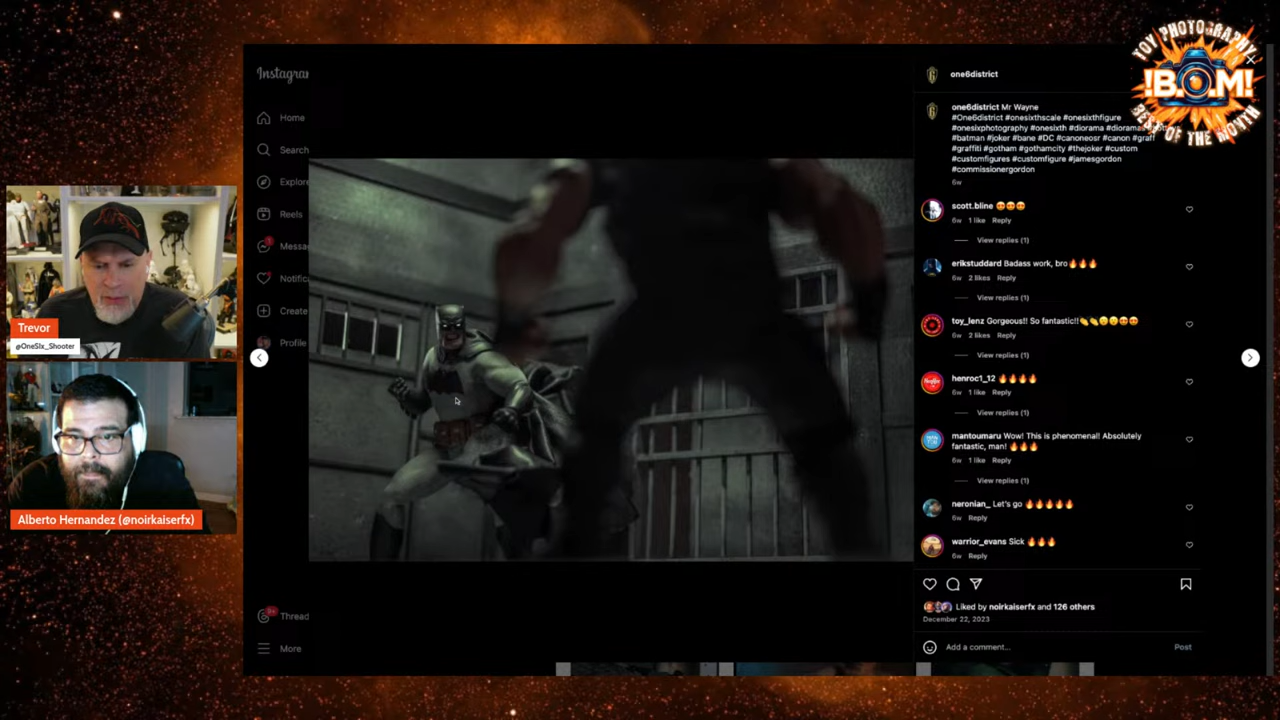 TOY PHOTOGRAPHY
!B.O.M!
BEST OF THE MONTH
Instagram
Home
Search
Explore
Reels
Messa
Notific
Create
Profile
Thread
More
Trevor
@OneSIx_Shooter
Alberto Hernandez (@noirkaiserfx)
one6district
one6district Mr Wayne
#One6district #onesixthscale #onesixthfigure
#onesixphotography #onesixth #diorama #dioramas
#batman #joker #bane #DC #canoneosr #canon #graff
#graffiti #gotham #gothamcity #thejoker #custom
#customfigures #customfigure #jamesgordon
#commissionergordon
6w
scott.bline 😍😍😍
6w 1 like Reply
View replies (1)
erikstuddard Badass work, bro🔥🔥🔥
6w 2 likes Reply
View replies (1)
toy_lenz Gorgeous!! So fantastic!!👏👏😮😮😍😍
6w 2 likes Reply
View replies (1)
henroc1_12 🔥🔥🔥🔥
6w 1 like Reply
View replies (1)
mantoumaru Wow! This is phenomenal! Absolutely
fantastic, man! 🔥🔥🔥
6w 1 like Reply
View replies (1)
neronian_ Let's go 🔥🔥🔥🔥🔥
6w Reply
warrior_evans Sick 🔥🔥🔥
6w Reply
Liked by noirkaiserfx and 126 others
December 22, 2023
Add a comment...
Post